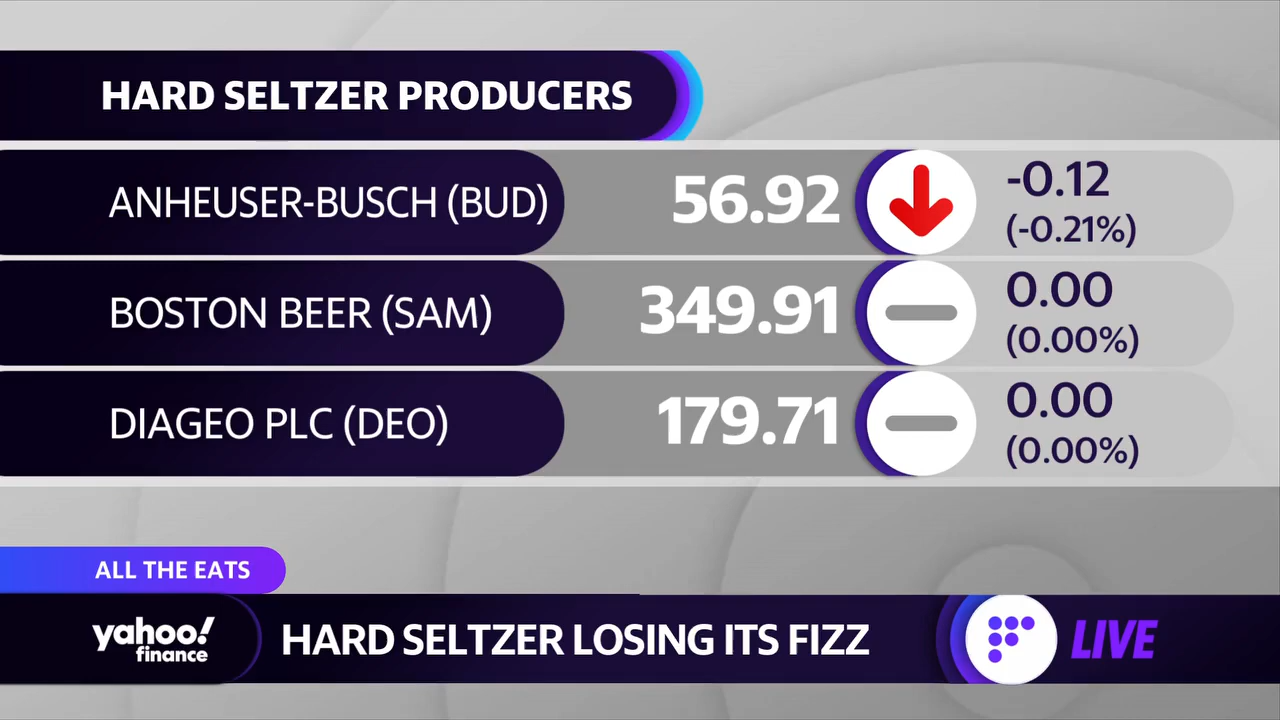 HARD SELTZER PRODUCERS
ANHEUSER-BUSCH (BUD) 56.92 -0.12 (-0.21%)
BOSTON BEER (SAM) 349.91 0.00 (0.00%)
DIAGEO PLC (DEO) 179.71 0.00 (0.00%)
ALL THE EATS
yahoo! finance HARD SELTZER LOSING ITS FIZZ LIVE